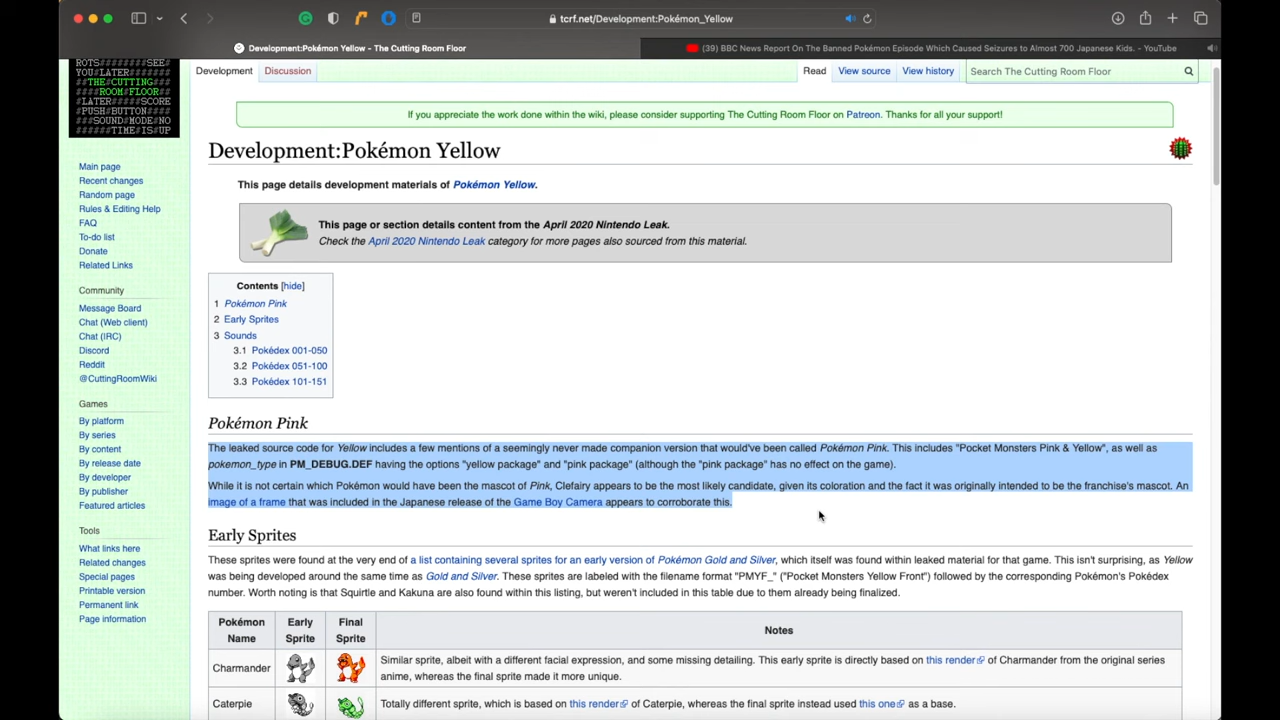 tcrf.net/Development:Pokémon_Yellow
Development:Pokémon Yellow - The Cutting Room Floor
(39) BBC News Report On The Banned Pokémon Episode Which Caused Seizures to Almost 700 Japanese Kids. - YouTube
ROTS#######SEE#
YOU#LATER######
##THE#CUTTING##
####ROOM#FLOOR#
#LATER####SCORE
#PUSH#BUTTON###
###SOUND#MODE#NO
######TIME#IS#UP
Development
Discussion
Read
View source
View history
Search The Cutting Room Floor
If you appreciate the work done within the wiki, please consider supporting The Cutting Room Floor on Patreon. Thanks for all your support!
Development:Pokémon Yellow
This page details development materials of Pokémon Yellow.
This page or section details content from the April 2020 Nintendo Leak.
Check the April 2020 Nintendo Leak category for more pages also sourced from this material.
Main page
Recent changes
Random page
Rules & Editing Help
FAQ
To-do list
Donate
Related Links
Community
Message Board
Chat (Web client)
Chat (IRC)
Discord
Reddit
@CuttingRoomWiki
Games
By platform
By series
By content
By release date
By developer
By publisher
Featured articles
Tools
What links here
Related changes
Special pages
Printable version
Permanent link
Page information
Contents [hide]
1 Pokémon Pink
2 Early Sprites
3 Sounds
3.1 Pokédex 001-050
3.2 Pokédex 051-100
3.3 Pokédex 101-151
Pokémon Pink
The leaked source code for Yellow includes a few mentions of a seemingly never made companion version that would've been called Pokémon Pink. This includes "Pocket Monsters Pink & Yellow", as well as
pokemon_type in PM_DEBUG.DEF having the options "yellow package" and "pink package" (although the "pink package" has no effect on the game).
While it is not certain which Pokémon would have been the mascot of Pink, Clefairy appears to be the most likely candidate, given its coloration and the fact it was originally intended to be the franchise's mascot. An
image of a frame that was included in the Japanese release of the Game Boy Camera appears to corroborate this.
Early Sprites
These sprites were found at the very end of a list containing several sprites for an early version of Pokémon Gold and Silver, which itself was found within leaked material for that game. This isn't surprising, as Yellow
was being developed around the same time as Gold and Silver. These sprites are labeled with the filename format "PMYF_" ("Pocket Monsters Yellow Front") followed by the corresponding Pokémon's Pokédex
number. Worth noting is that Squirtle and Kakuna are also found within this listing, but weren't included in this table due to them already being finalized.
Pokémon Name
Early Sprite
Final Sprite
Notes
Charmander
Similar sprite, albeit with a different facial expression, and some missing detailing. This early sprite is directly based on this render of Charmander from the original series
anime, whereas the final sprite made it more unique.
Caterpie
Totally different sprite, which is based on this render of Caterpie, whereas the final sprite instead used this one as a base.